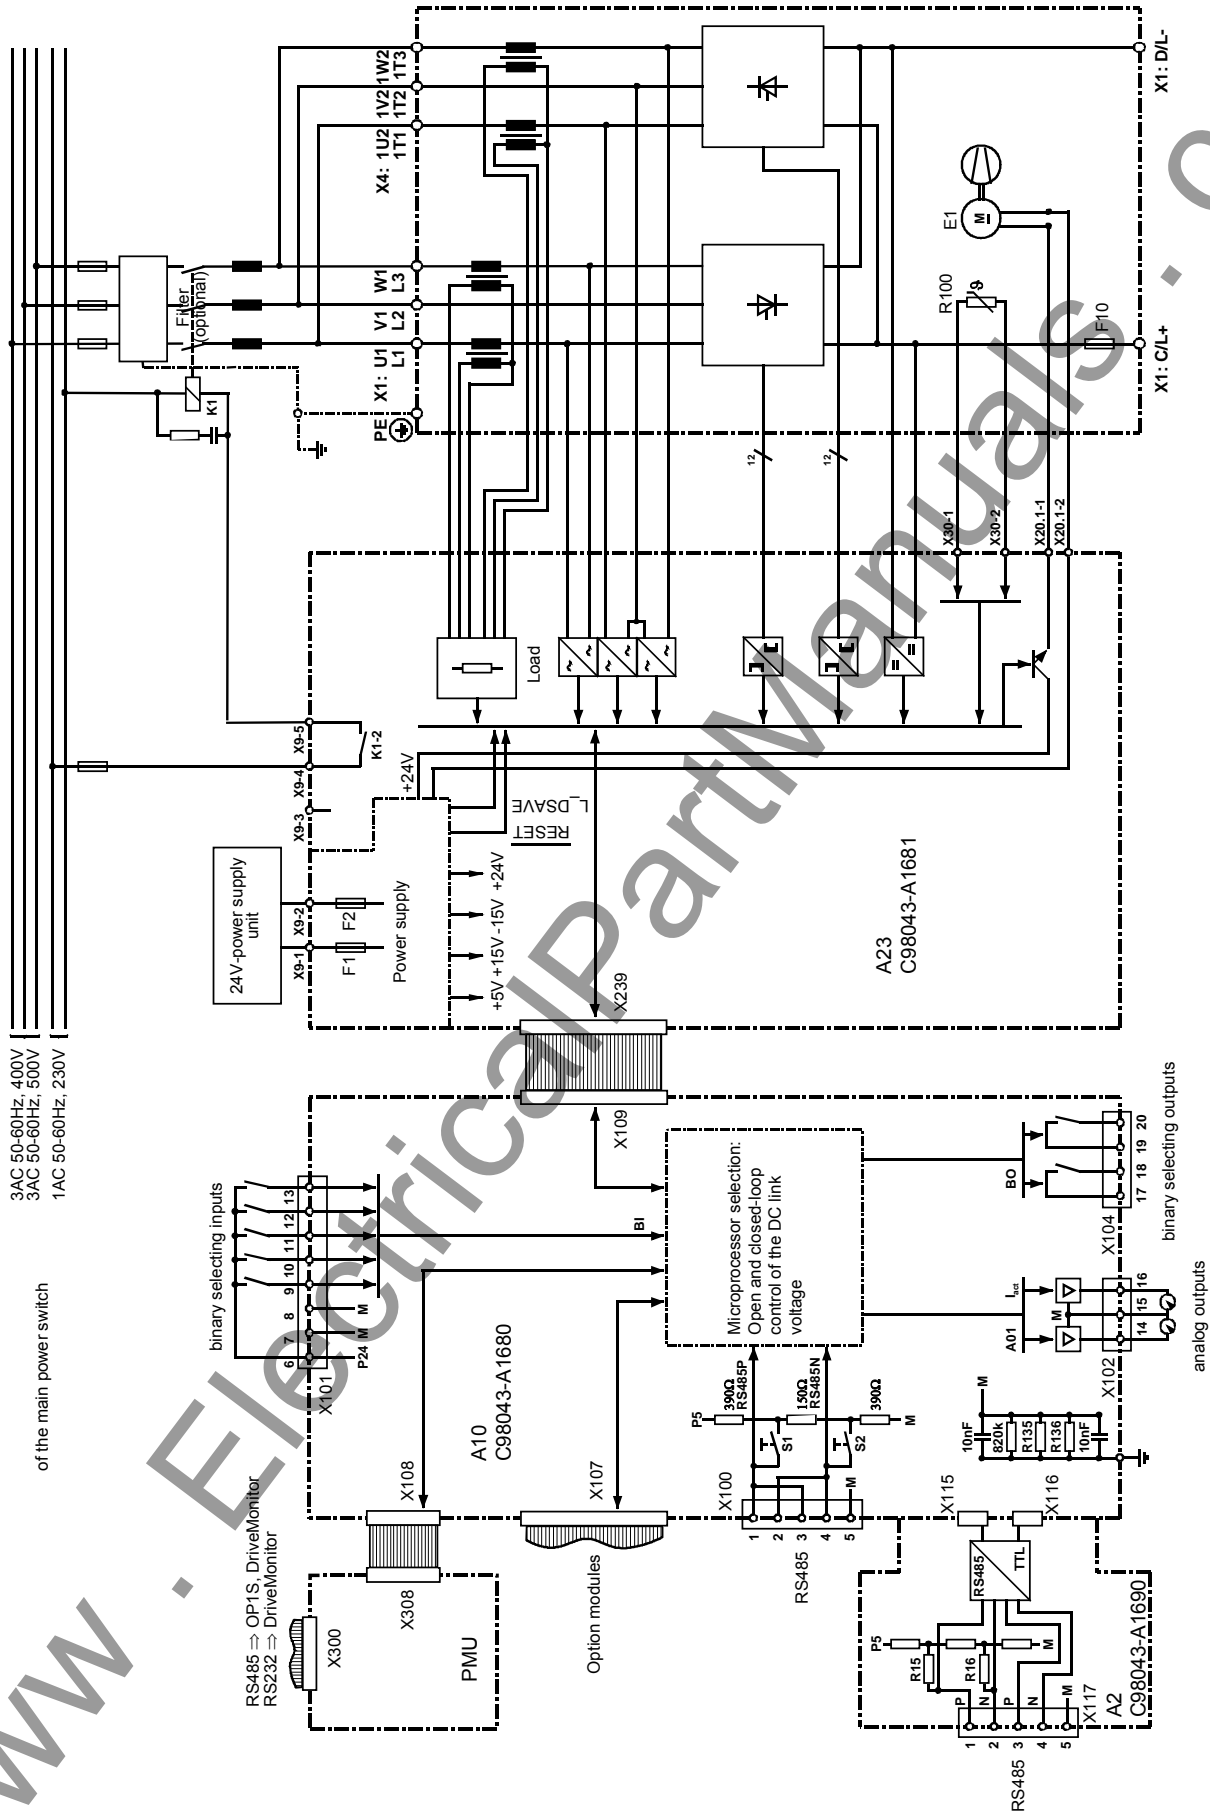 3AC 50-60Hz, 400V
3AC 50-60Hz, 500V
1AC 50-60Hz, 230V
of the main power switch
Filter
(optional)
K1
PE
X1: U1 V1 W1
L1 L2 L3
X4: 1U2 1V2 1W2
1T1 1T2 1T3
X1: D/L-
X1: C/L+
F10
E1
M
R100
ϑ
12
12
X30-1
X30-2
X20.1-1
X20.1-2
Load
X9-5
X9-4
X9-3
X9-2
X9-1
K1-2
+24V
24V-power supply
unit
F1
F2
Power supply
+5V +15V -15V +24V
RESET
L_DSAVE
X239
A23
C98043-A1681
X109
binary selecting inputs
6 7 8 9 10 11 12 13
X101
P24 M M
BI
A10
C98043-A1680
Microprocessor selection:
Open and closed-loop
control of the DC link
voltage
BO
17 18 19 20
X104
binary selecting outputs
A01 M Iact
14 15 16
X102
analog outputs
X108
X107
X100
P5
390Ω
RS485P
150Ω
RS485N
390Ω
M
S1
S2
M
1
2
3
4
5
RS485
10nF
820k
R135
R136
10nF
M
X115
X116
RS485 ⇒ OP1S, DriveMonitor
RS232 ⇒ DriveMonitor
X300
X308
PMU
Option modules
RS485
TTL
P5
R15
R16
M
P
N
P
N
M
1
2
3
4
5
X117
RS485
A2
C98043-A1690
www . ElectricalPartManuals . c